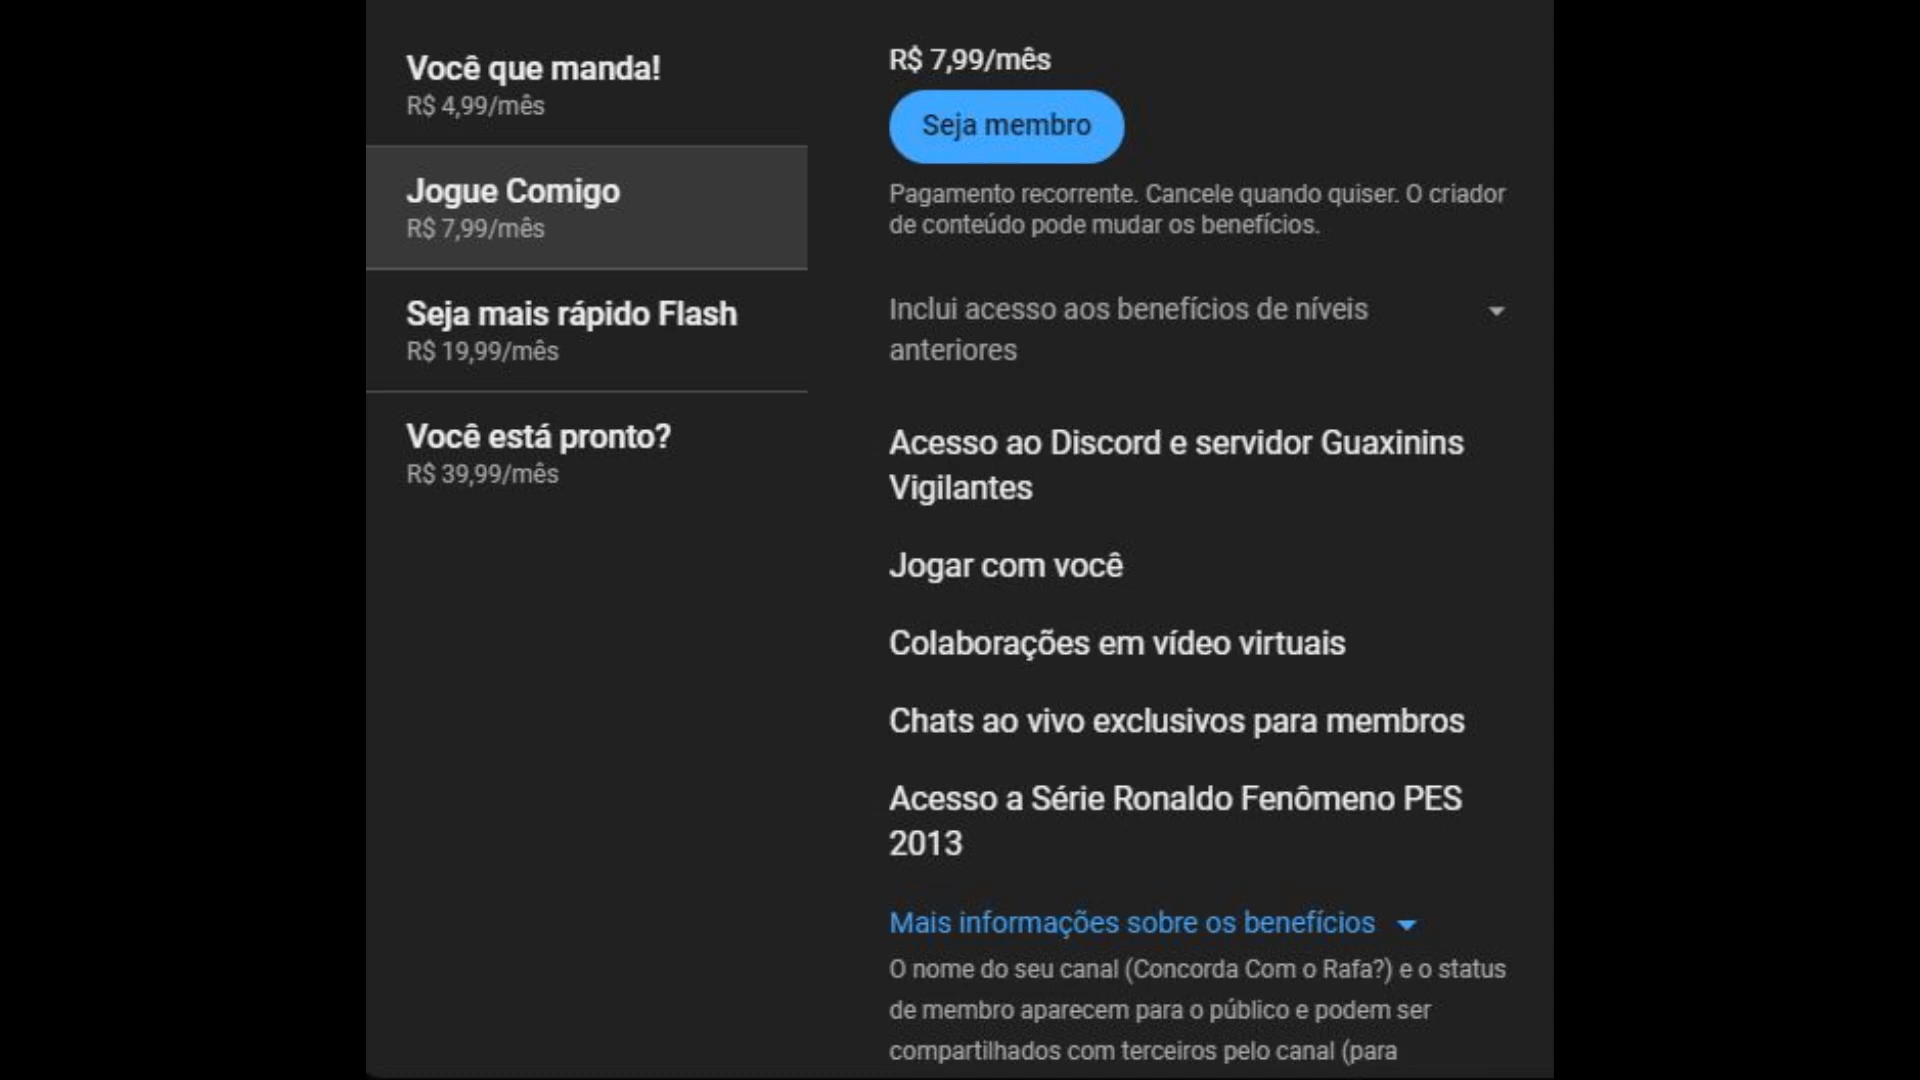 Você que manda!
R$ 4,99/mês
Jogue Comigo
R$ 7,99/mês
Seja mais rápido Flash
R$ 19,99/mês
Você está pronto?
R$ 39,99/mês
R$ 7,99/mês
Seja membro
Pagamento recorrente. Cancele quando quiser. O criador
de conteúdo pode mudar os benefícios.
Inclui acesso aos benefícios de níveis
anteriores
Acesso ao Discord e servidor Guaxinins
Vigilantes
Jogar com você
Colaborações em vídeo virtuais
Chats ao vivo exclusivos para membros
Acesso a Série Ronaldo Fenômeno PES
2013
Mais informações sobre os benefícios
O nome do seu canal (Concorda Com o Rafa?) e o status
de membro aparecem para o público e podem ser
compartilhados com terceiros pelo canal (para